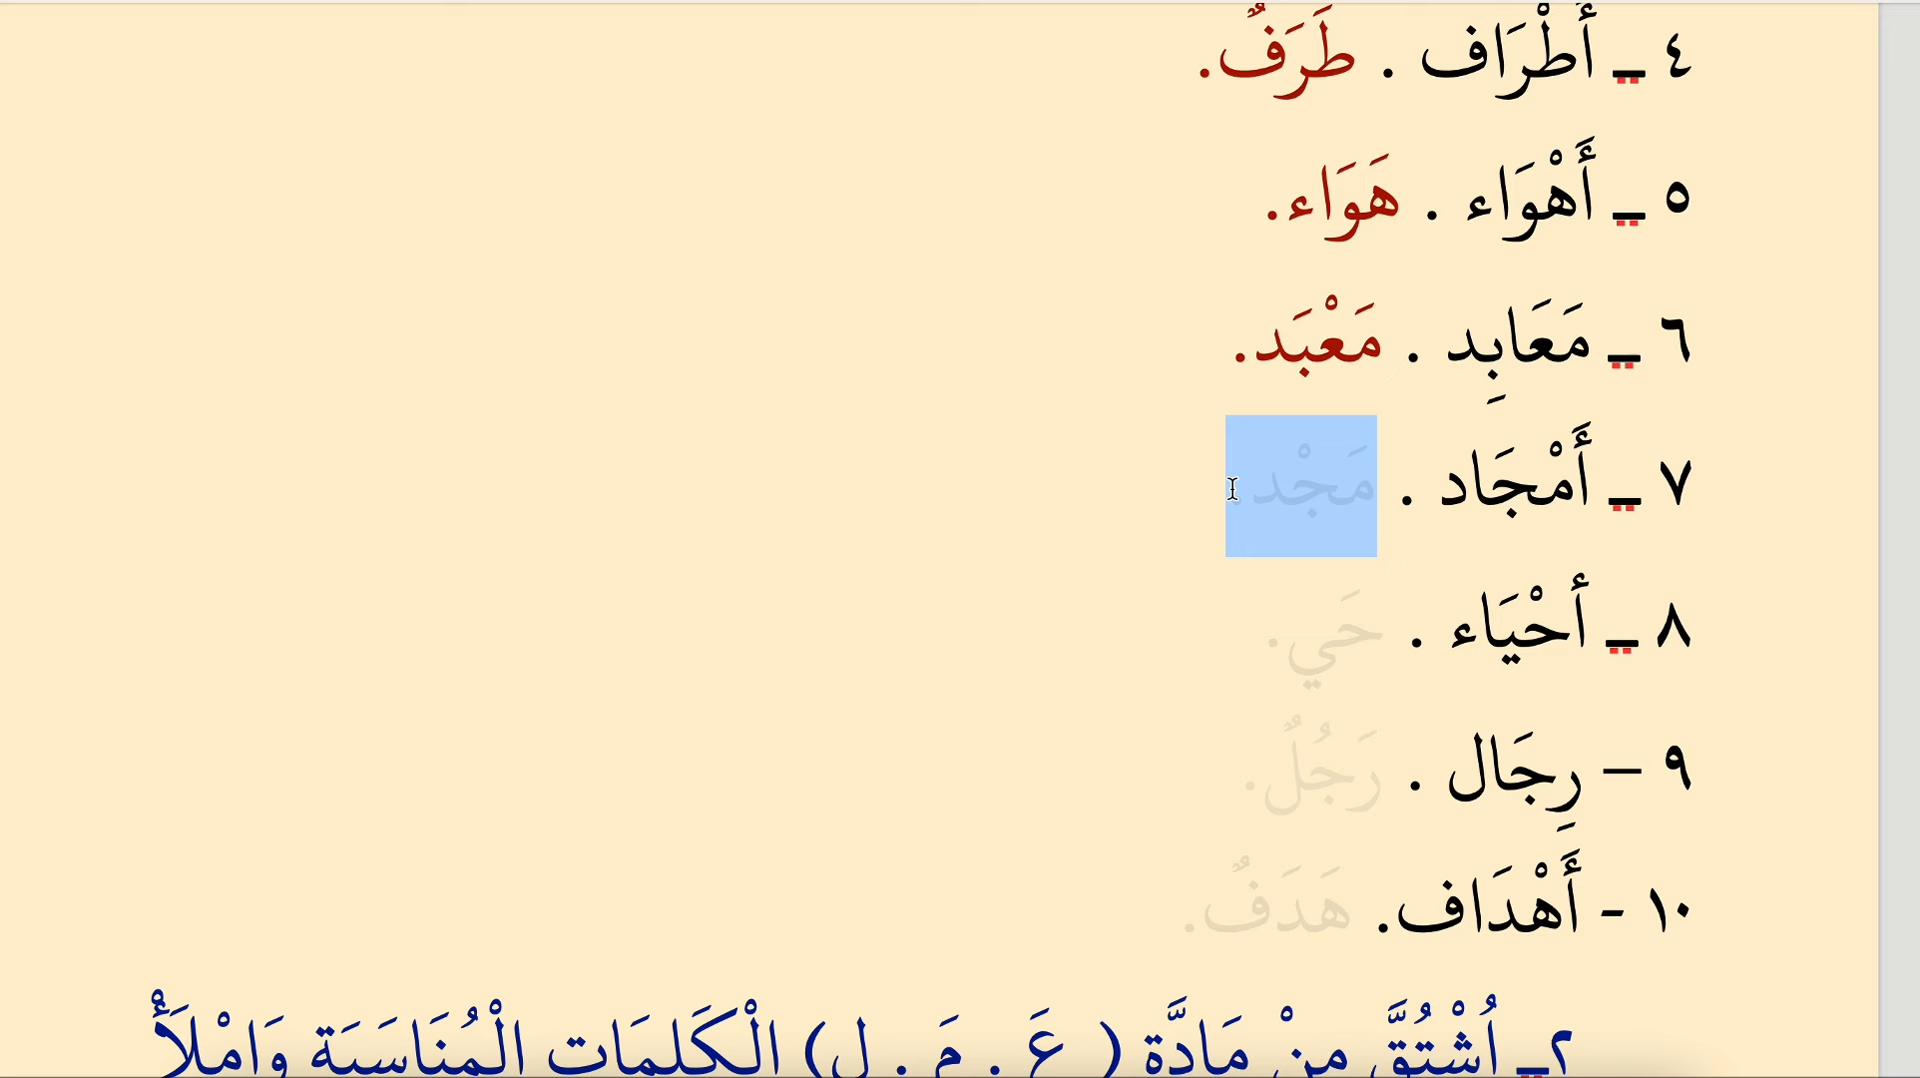 ٤ ـ أَطْرَاف . طَرَفٌ.
٥ ـ أَهْوَاء . هَوَاء.
٦ ـ مَعَابِد . مَعْبَد.
٧ ـ أَمْجَاد . مَجْد.
٨ ـ أَحْيَاء . حَي.
٩ – رِجَال . رَجُلٌ.
١٠ - أَهْدَاف. هَدَفٌ.
٢ـ اُشْتُقَّ مِنْ مَادَّة ( عَ . مَ . ل) الْكَلمَات الْمُنَاسَبَة وَامْلَأْ